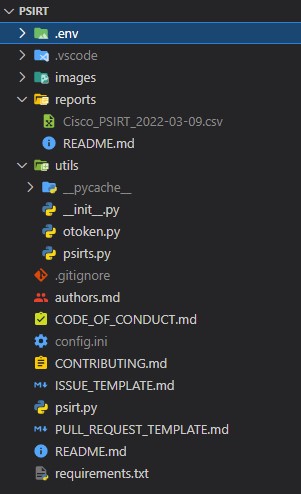 PSIRT
.env
.vscode
images
reports
Cisco_PSIRT_2022-03-09.csv
README.md
utils
__pycache__
__init__.py
otoken.py
psirts.py
.gitignore
authors.md
CODE_OF_CONDUCT.md
config.ini
CONTRIBUTING.md
ISSUE_TEMPLATE.md
psirt.py
PULL_REQUEST_TEMPLATE.md
README.md
requirements.txt